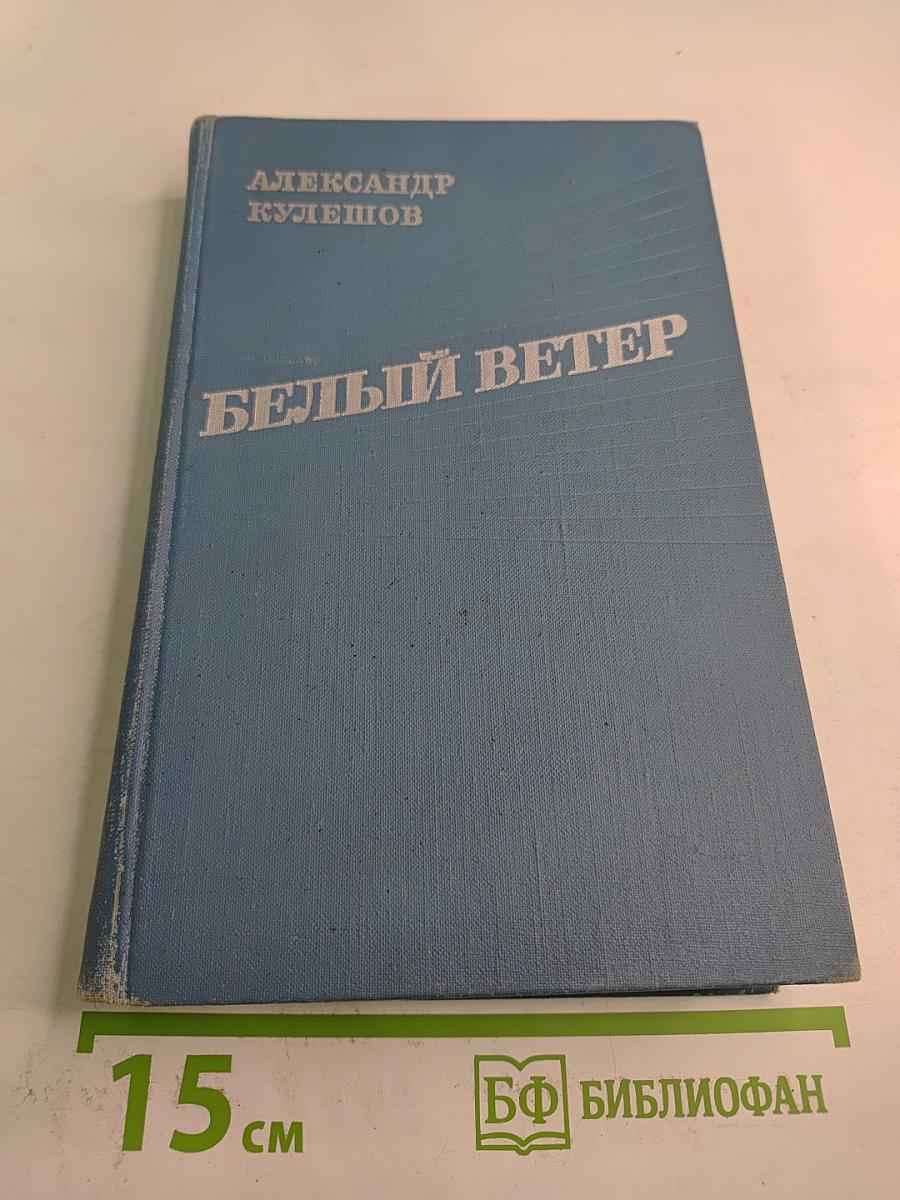 АЛЕКСАНДР
КУЛЕШОВ
БЕЛЫЙ ВЕТЕР
15 см
БФ БИБЛИОФАН